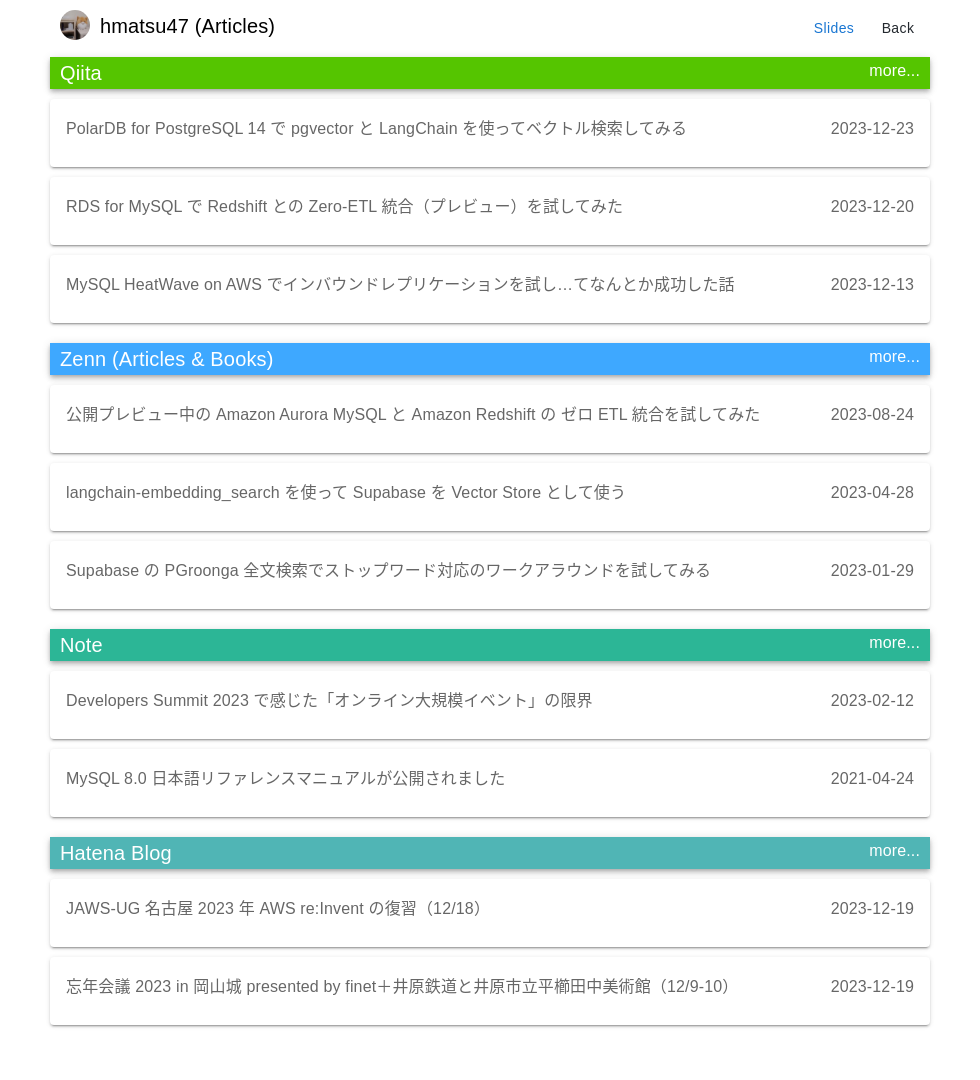 hmatsu47 (Articles)
Slides
Back
Qiita
more...
PolarDB for PostgreSQL 14 で pgvector と LangChain を使ってベクトル検索してみる
2023-12-23
RDS for MySQL で Redshift との Zero-ETL 統合（プレビュー）を試してみた
2023-12-20
MySQL HeatWave on AWS でインバウンドレプリケーションを試し…てなんとか成功した話
2023-12-13
Zenn (Articles & Books)
more...
公開プレビュー中の Amazon Aurora MySQL と Amazon Redshift の ゼロ ETL 統合を試してみた
2023-08-24
langchain-embedding_search を使って Supabase を Vector Store として使う
2023-04-28
Supabase の PGroonga 全文検索でストップワード対応のワークアラウンドを試してみる
2023-01-29
Note
more...
Developers Summit 2023 で感じた「オンライン大規模イベント」の限界
2023-02-12
MySQL 8.0 日本語リファレンスマニュアルが公開されました
2021-04-24
Hatena Blog
more...
JAWS-UG 名古屋 2023 年 AWS re:Invent の復習（12/18）
2023-12-19
忘年会議 2023 in 岡山城 presented by finet＋井原鉄道と井原市立平櫛田中美術館（12/9-10）
2023-12-19